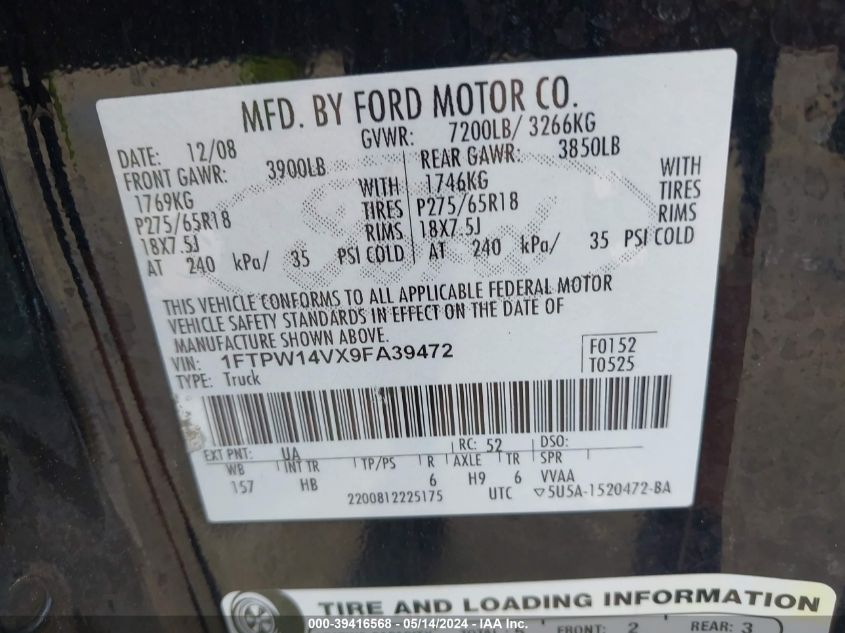 MFD. BY FORD MOTOR CO.
DATE: 12/08 GVWR: 7200LB/ 3266KG
FRONT GAWR: 3900LB REAR GAWR: 3850LB
1769KG WITH 1746KG WITH
P275/65R18 TIRES P275/65R18 TIRES
18X7.5J RIMS 18X7.5J RIMS
AT 240 kPa/ 35 PSI COLD AT 240 kPa/ 35 PSI COLD
THIS VEHICLE CONFORMS TO ALL APPLICABLE FEDERAL MOTOR
VEHICLE SAFETY STANDARDS IN EFFECT ON THE DATE OF
MANUFACTURE SHOWN ABOVE.
VIN: 1FTPW14VX9FA39472 F0152
TYPE: Truck T0525
EXT PNT: UA RC: 52 DSO:
WB INT TR TP/PS R AXLE TR SPR
157 HB 6 H9 6 VVAA
2200812225175 UTC ▽5U5A-1520472-BA
TIRE AND LOADING INFORMATION
FRONT: 2 REAR: 3
000-39416568 - 05/14/2024 - IAA Inc.